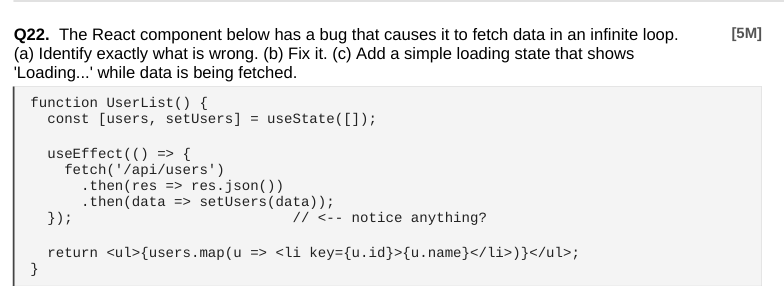 Q22. The React component below has a bug that causes it to fetch data in an infinite loop. [5M]
(a) Identify exactly what is wrong. (b) Fix it. (c) Add a simple loading state that shows
'Loading...' while data is being fetched.
function UserList() {
  const [users, setUsers] = useState([]);

  useEffect(() => {
    fetch('/api/users')
      .then(res => res.json())
      .then(data => setUsers(data));
  });                          // <-- notice anything?

  return <ul>{users.map(u => <li key={u.id}>{u.name}</li>)}</ul>;
}